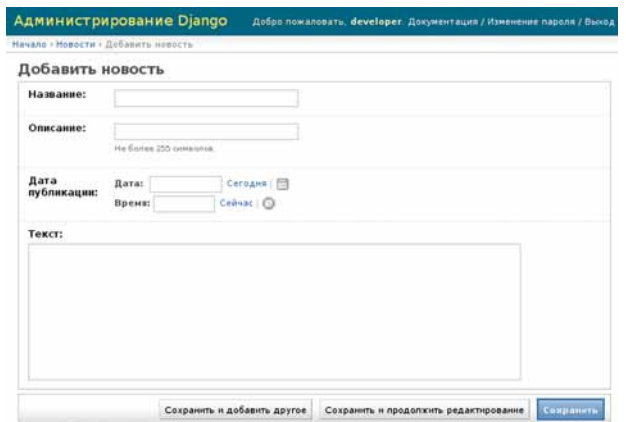 Администрирование Django
Добро пожаловать, developer. Документация / Изменение пароля / Выход
Начало › Новости › Добавить новость
Добавить новость
Название:
Описание:
Не более 255 символов.
Дата публикации:
Дата: Сегодня |
Время: Сейчас |
Текст:
Сохранить и добавить другое
Сохранить и продолжить редактирование
Сохранить